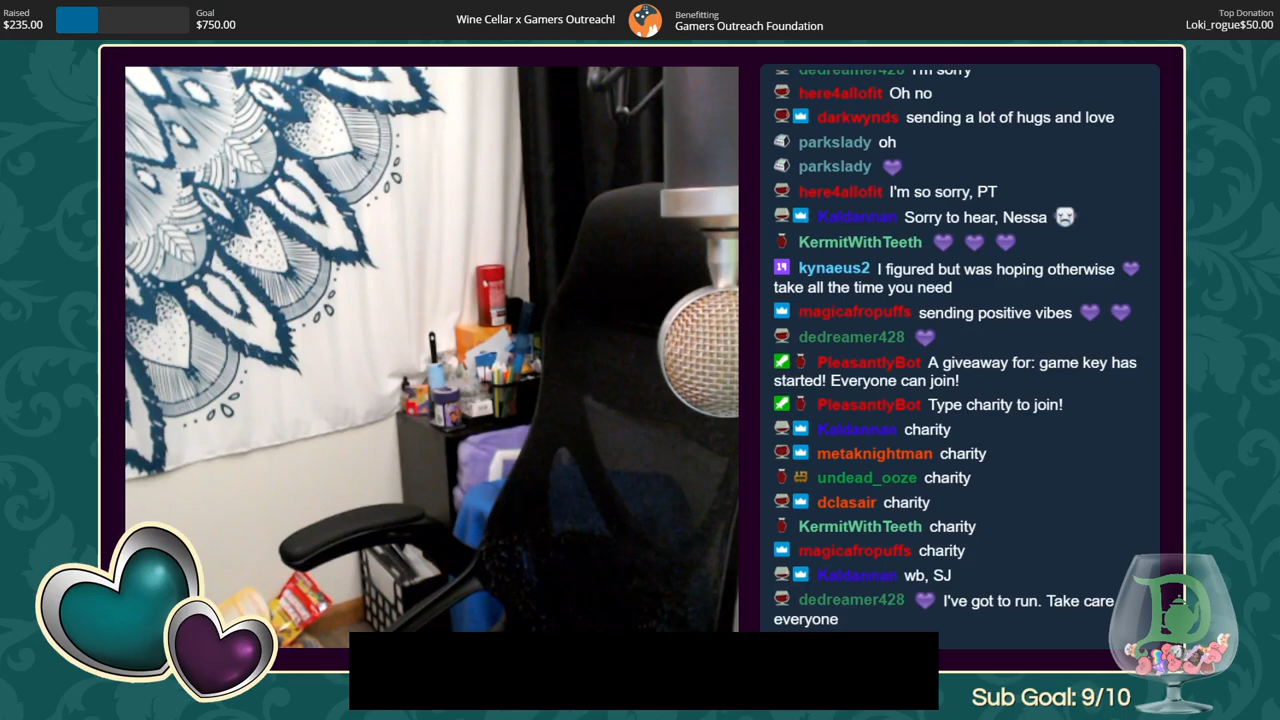 Raised
$235.00
Goal
$750.00
Wine Cellar x Gamers Outreach!
Benefitting
Gamers Outreach Foundation
Top Donation
Loki_rogue$50.00
dedreamer428 I'm sorry
here4allofit Oh no
darkwynds sending a lot of hugs and love
parkslady oh
parkslady
here4allofit I'm so sorry, PT
Kaldannan Sorry to hear, Nessa
KermitWithTeeth
kynaeus2 I figured but was hoping otherwise
take all the time you need
magicafropuffs sending positive vibes
dedreamer428
PleasantlyBot A giveaway for: game key has
started! Everyone can join!
PleasantlyBot Type charity to join!
Kaldannan charity
metaknightman charity
undead_ooze charity
dclasair charity
KermitWithTeeth charity
magicafropuffs charity
Kaldannan wb, SJ
dedreamer428 I've got to run. Take care
everyone
D
Sub Goal: 9/10